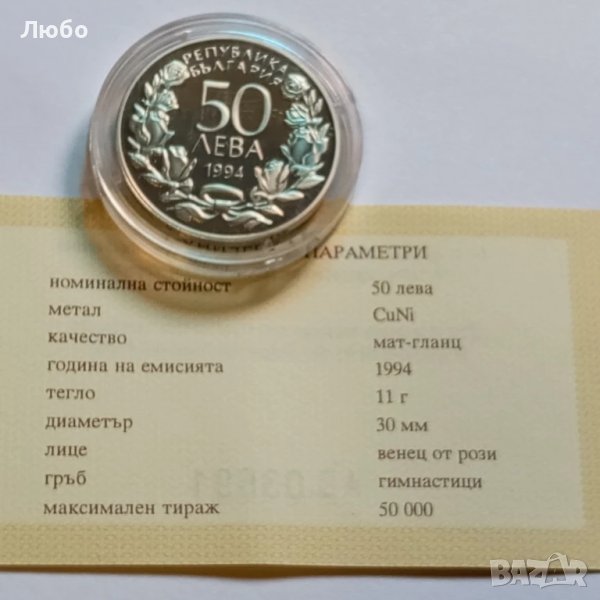 Любо
РЕПУБЛИКА
БЪЛГАРИЯ
50
ЛЕВА
1994
ПАРАМЕТРИ
номинална стойност 50 лева
метал CuNi
качество мат-гланц
година на емисията 1994
тегло 11 г
диаметър 30 мм
лице венец от рози
гръб гимнастици
максимален тираж 50 000
BAZAR